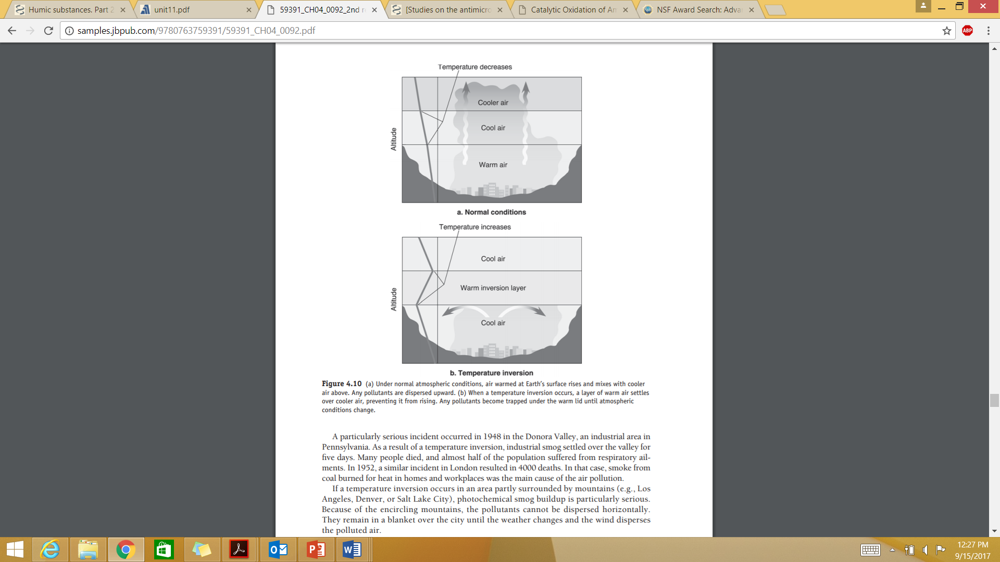 Humic substances. Part 2
unit11.pdf
59391_CH04_0092_2nd r
[Studies on the antimicro
Catalytic Oxidation of Am
NSF Award Search: Advan
samples.jbpub.com/9780763759391/59391_CH04_0092.pdf
ABP
Temperature decreases
Cooler air
Cool air
Altitude
Warm air
a. Normal conditions
Temperature increases
Cool air
Warm inversion layer
Altitude
Cool air
b. Temperature inversion
Figure 4.10 (a) Under normal atmospheric conditions, air warmed at Earth's surface rises and mixes with cooler
air above. Any pollutants are dispersed upward. (b) When a temperature inversion occurs, a layer of warm air settles
over cooler air, preventing it from rising. Any pollutants become trapped under the warm lid until atmospheric
conditions change.
A particularly serious incident occurred in 1948 in the Donora Valley, an industrial area in
Pennsylvania. As a result of a temperature inversion, industrial smog settled over the valley for
five days. Many people died, and almost half of the population suffered from respiratory ail-
ments. In 1952, a similar incident in London resulted in 4000 deaths. In that case, smoke from
coal burned for heat in homes and workplaces was the main cause of the air pollution.
If a temperature inversion occurs in an area partly surrounded by mountains (e.g., Los
Angeles, Denver, or Salt Lake City), photochemical smog buildup is particularly serious.
Because of the encircling mountains, the pollutants cannot be dispersed horizontally.
They remain in a blanket over the city until the weather changes and the wind disperses
the polluted air.
12:27 PM
9/15/2017